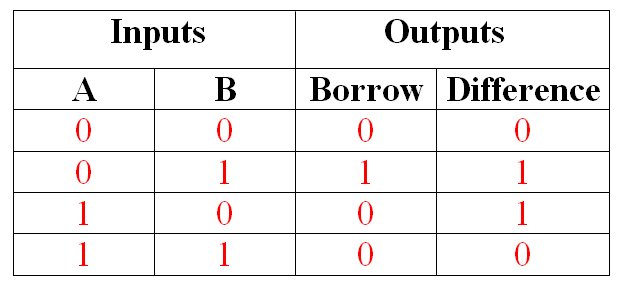 Inputs Outputs
A B Borrow Difference
0 0 0 0
0 1 1 1
1 0 0 1
1 1 0 0